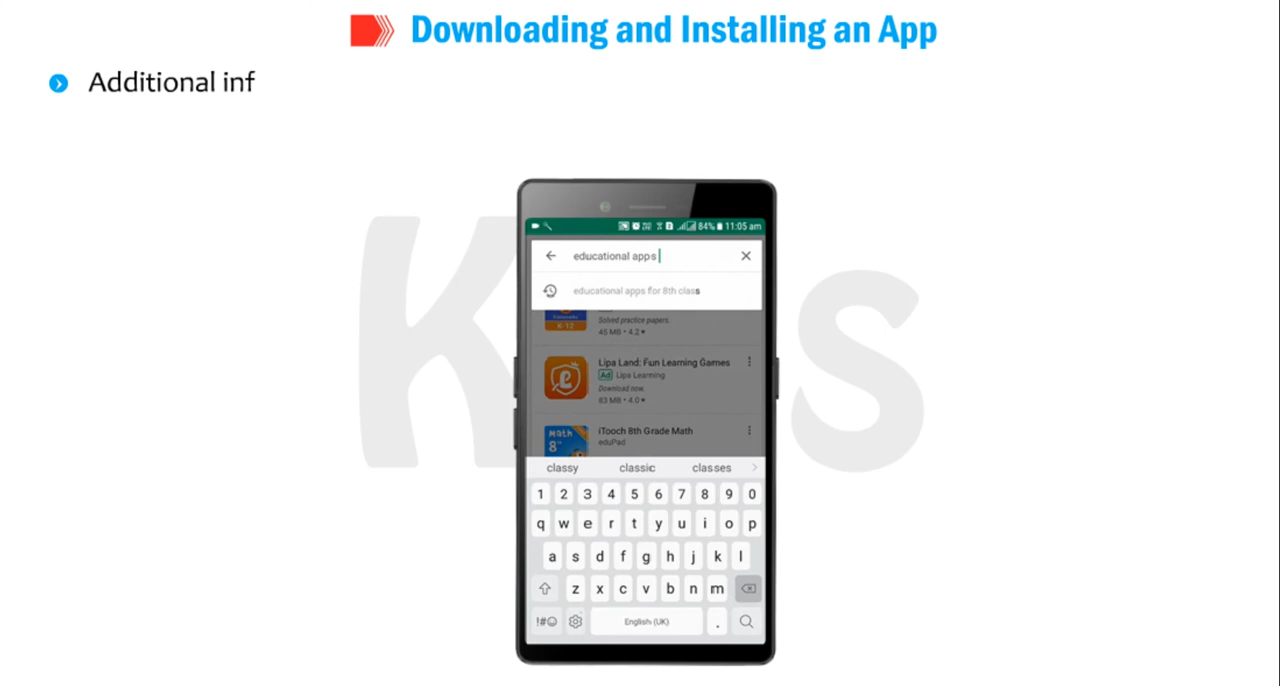 Downloading and Installing an App
Additional inf
84% 11:05 am
educational apps
educational apps for 8th class
K-12
Solved practice papers.
45 MB • 4.2
Lipa Land: Fun Learning Games
Ad Lipa Learning
Download now.
83 MB • 4.0
Math
8th
iTooch 8th Grade Math
eduPad
classy classic classes
1 2 3 4 5 6 7 8 9 0
q w e r t y u i o p
a s d f g h j k l
z x c v b n m
!#☺ English (UK) .